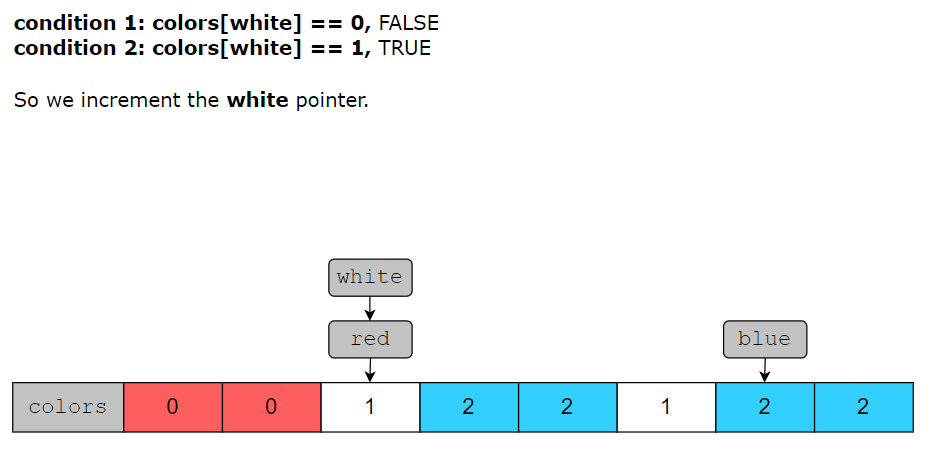 condition 1: colors[white] == 0, FALSE
condition 2: colors[white] == 1, TRUE
So we increment the white pointer.
white
red
blue
colors 0 0 1 2 2 1 2 2